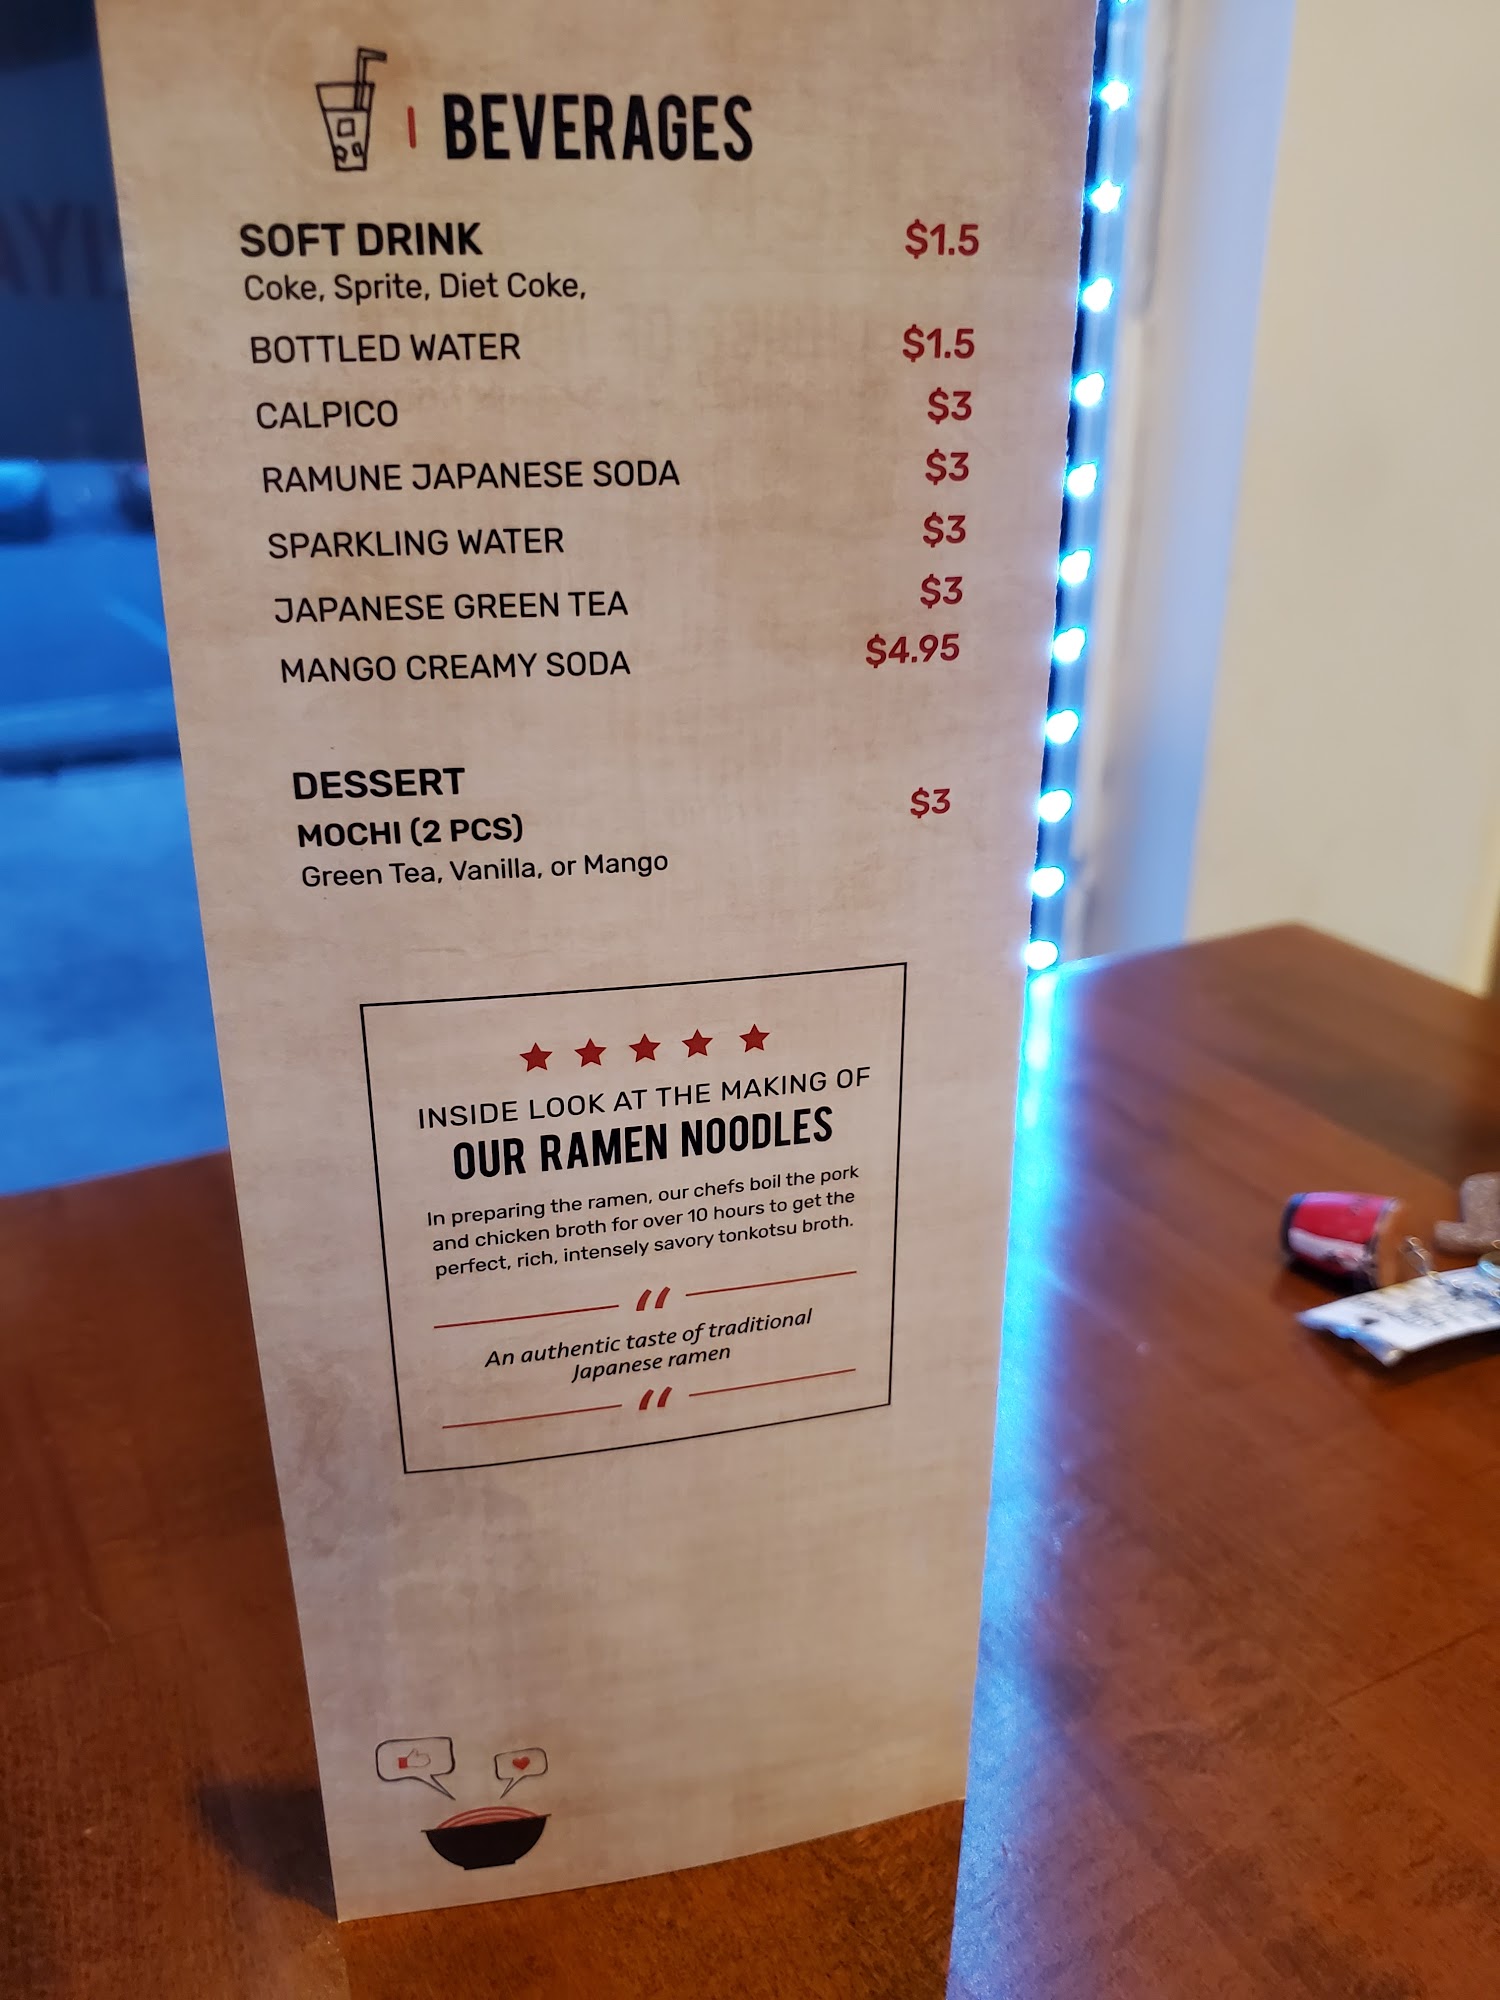 BEVERAGES
SOFT DRINK $1.5
Coke, Sprite, Diet Coke,
BOTTLED WATER $1.5
CALPICO $3
RAMUNE JAPANESE SODA $3
SPARKLING WATER $3
JAPANESE GREEN TEA $3
MANGO CREAMY SODA $4.95
DESSERT
MOCHI (2 PCS) $3
Green Tea, Vanilla, or Mango
INSIDE LOOK AT THE MAKING OF
OUR RAMEN NOODLES
In preparing the ramen, our chefs boil the pork
and chicken broth for over 10 hours to get the
perfect, rich, intensely savory tonkotsu broth.
“
An authentic taste of traditional
Japanese ramen
“